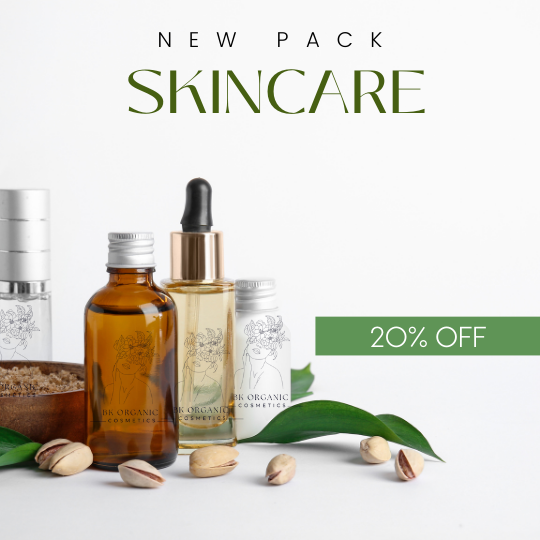 NEW PACK
SKINCARE
20% OFF
BK ORGANIC
COSMETICS
BK ORGANIC
COSMETICS
BK ORGANIC
COSMETICS